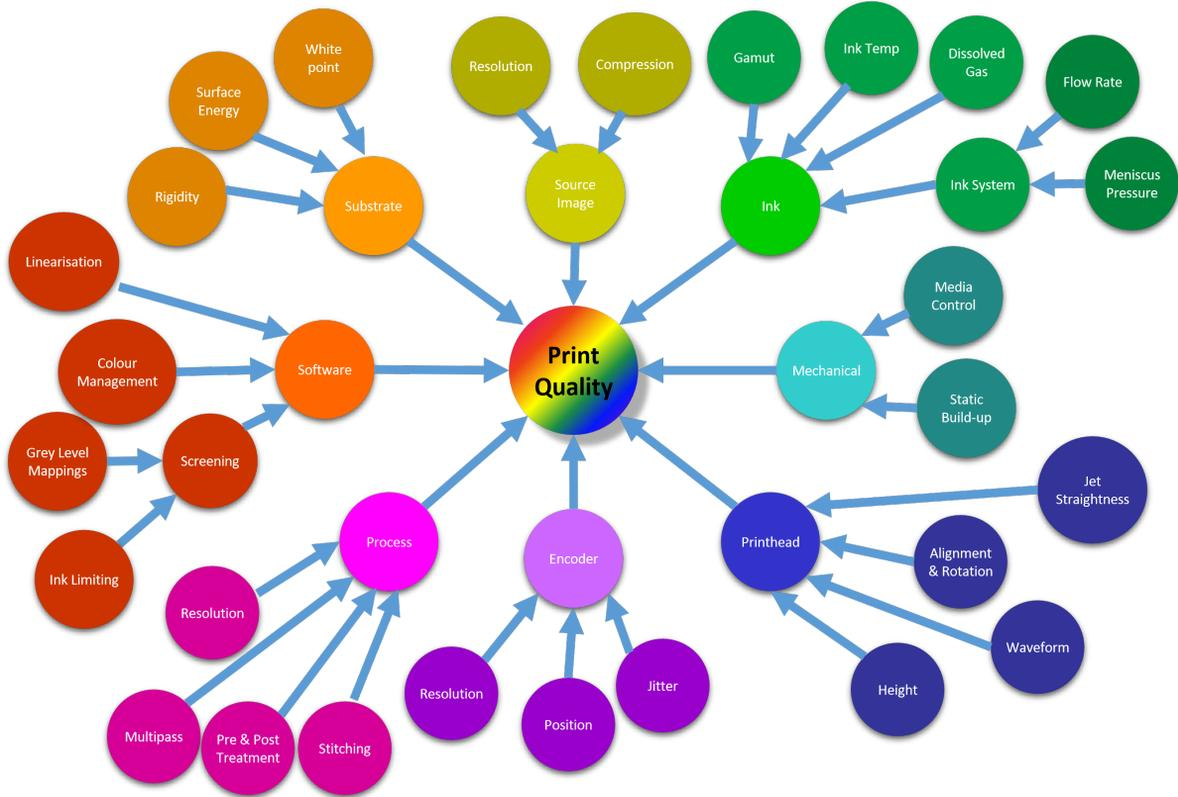 White
point
Surface
Energy
Rigidity
Substrate
Resolution
Compression
Source
Image
Gamut
Ink Temp
Dissolved
Gas
Flow Rate
Meniscus
Pressure
Ink System
Ink
Linearisation
Colour
Management
Software
Grey Level
Mappings
Screening
Ink Limiting
Print
Quality
Media
Control
Mechanical
Static
Build-up
Process
Resolution
Multipass
Pre & Post
Treatment
Stitching
Encoder
Resolution
Position
Jitter
Printhead
Jet
Straightness
Alignment
& Rotation
Waveform
Height